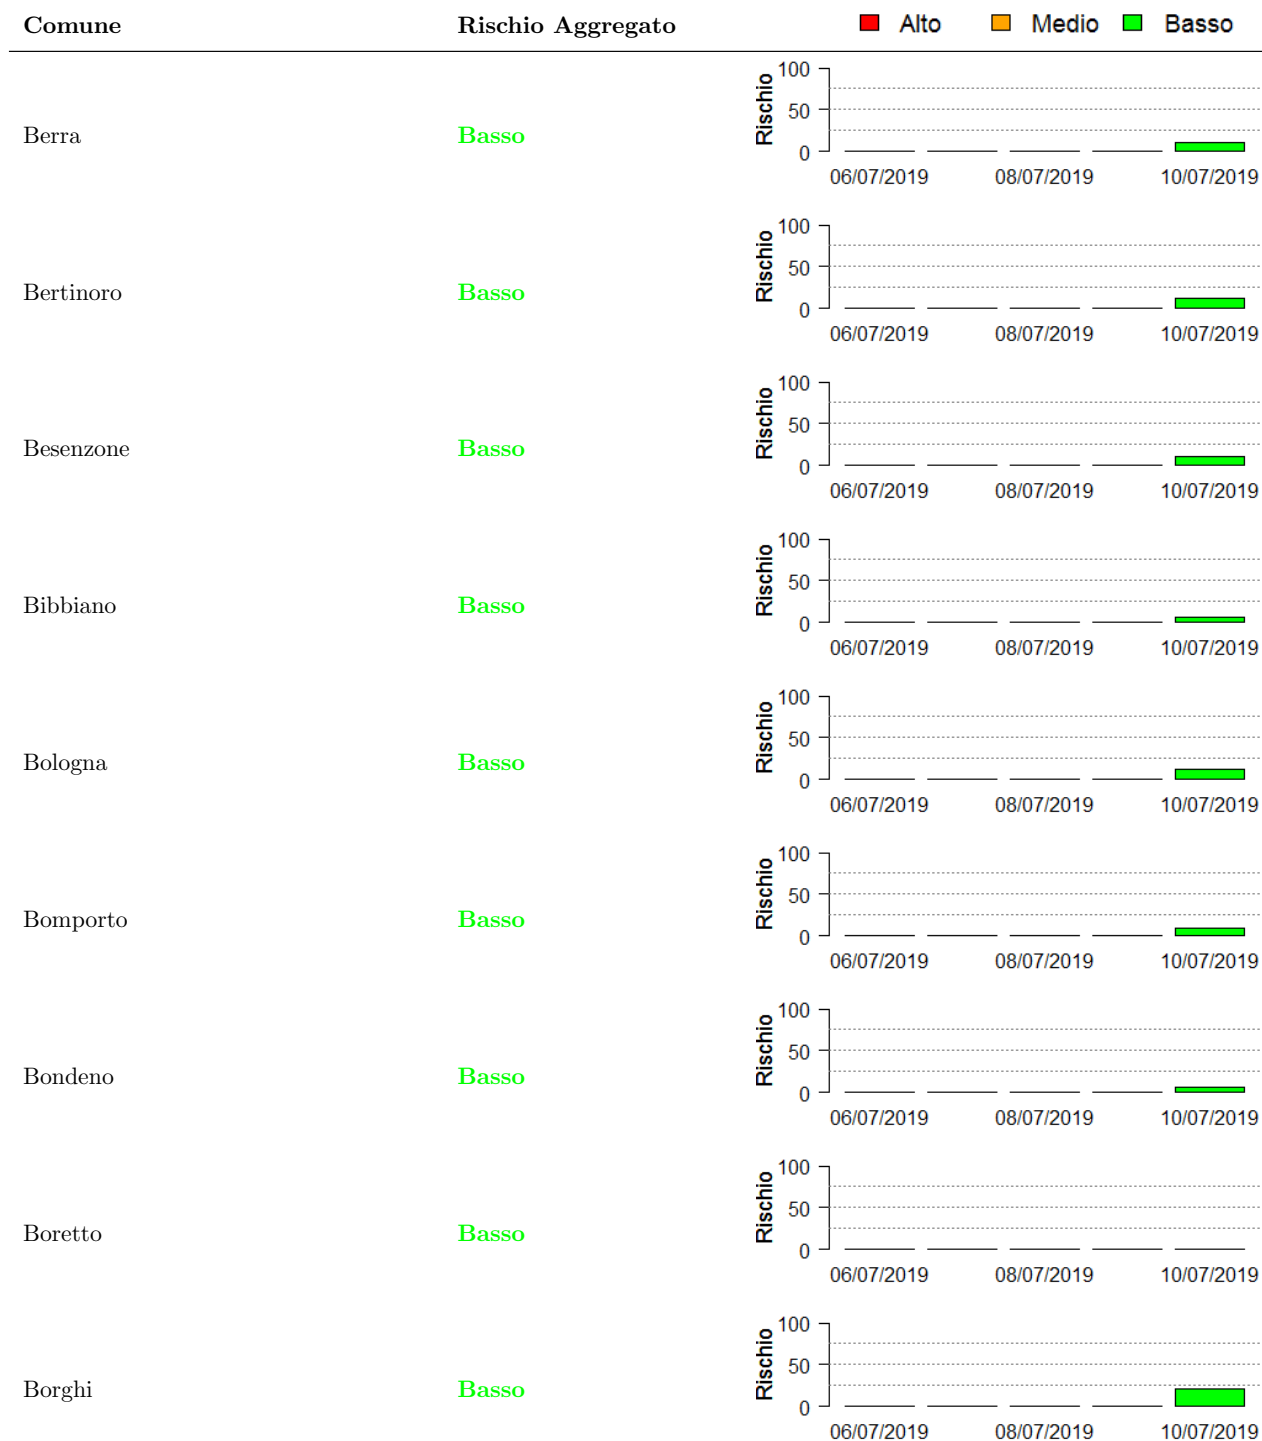 Comune Rischio Aggregato Alto Medio Basso
100
50
0
Rischio
Berra Basso
06/07/2019 08/07/2019 10/07/2019
100
50
0
Rischio
Bertinoro Basso
06/07/2019 08/07/2019 10/07/2019
100
50
0
Rischio
Besenzone Basso
06/07/2019 08/07/2019 10/07/2019
100
50
0
Rischio
Bibbiano Basso
06/07/2019 08/07/2019 10/07/2019
100
50
0
Rischio
Bologna Basso
06/07/2019 08/07/2019 10/07/2019
100
50
0
Rischio
Bomporto Basso
06/07/2019 08/07/2019 10/07/2019
100
50
0
Rischio
Bondeno Basso
06/07/2019 08/07/2019 10/07/2019
100
50
0
Rischio
Boretto Basso
06/07/2019 08/07/2019 10/07/2019
100
50
0
Rischio
Borghi Basso
06/07/2019 08/07/2019 10/07/2019